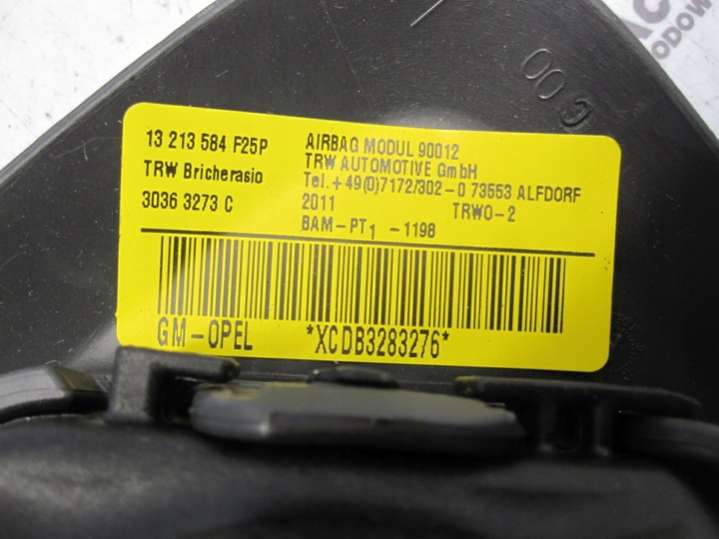 13 213 584 F25P
TRW Bricherasio
3036 3273 C
AIRBAG MODUL 90012
TRW AUTOMOTIVE GmbH
Tel. +49(0)7172/302-0 73553 ALFDORF
2011 TRWO-2
BAM-PT1 -1198
GM-OPEL *XCDB3283276*